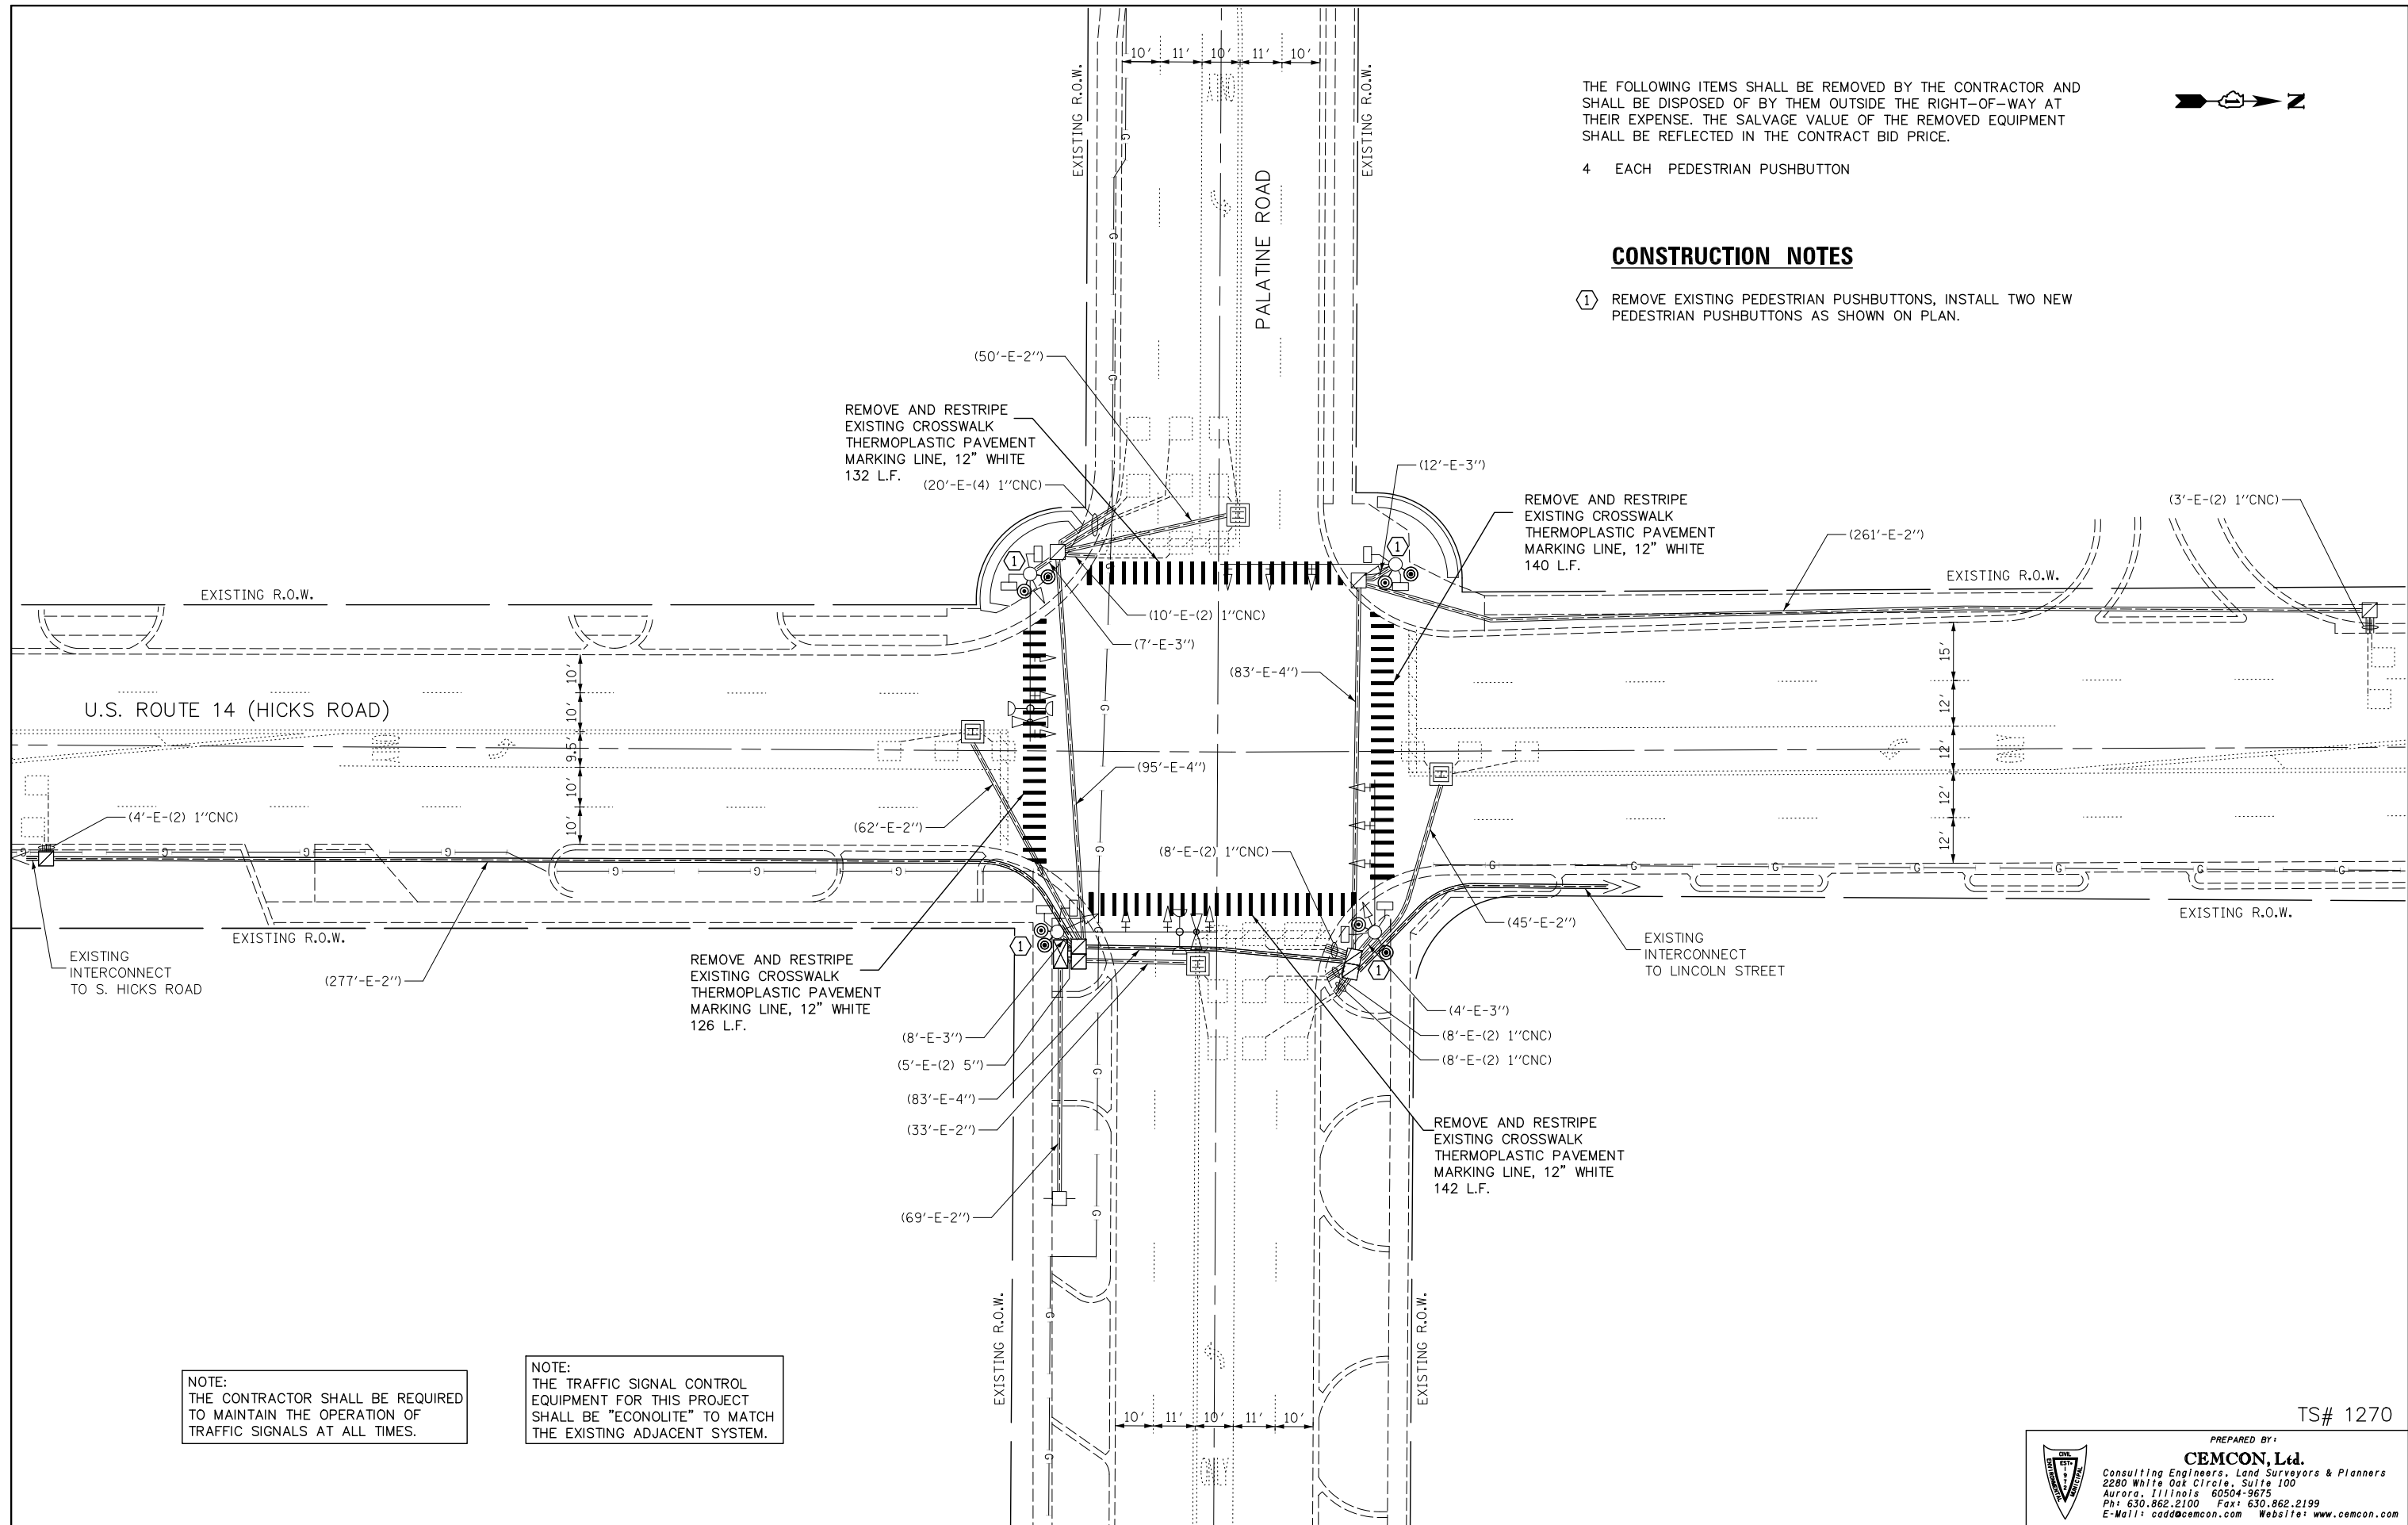 10' 11' 10' 11' 10'
EXISTING R.O.W.
EXISTING R.O.W.
PALATINE ROAD
THE FOLLOWING ITEMS SHALL BE REMOVED BY THE CONTRACTOR AND
SHALL BE DISPOSED OF BY THEM OUTSIDE THE RIGHT-OF-WAY AT
THEIR EXPENSE. THE SALVAGE VALUE OF THE REMOVED EQUIPMENT
SHALL BE REFLECTED IN THE CONTRACT BID PRICE.
4 EACH PEDESTRIAN PUSHBUTTON
N
CONSTRUCTION NOTES
1 REMOVE EXISTING PEDESTRIAN PUSHBUTTONS, INSTALL TWO NEW
PEDESTRIAN PUSHBUTTONS AS SHOWN ON PLAN.
(50'-E-2")
REMOVE AND RESTRIPE
EXISTING CROSSWALK
THERMOPLASTIC PAVEMENT
MARKING LINE, 12" WHITE
132 L.F.
(20'-E-(4) 1"CNC)
(12'-E-3")
REMOVE AND RESTRIPE
EXISTING CROSSWALK
THERMOPLASTIC PAVEMENT
MARKING LINE, 12" WHITE
140 L.F.
(3'-E-(2) 1"CNC)
(261'-E-2")
1
1
EXISTING R.O.W.
EXISTING R.O.W.
(10'-E-(2) 1"CNC)
(7'-E-3")
(83'-E-4")
U.S. ROUTE 14 (HICKS ROAD)
10'
10'
9.5'
10'
10'
15'
12'
12'
12'
12'
(95'-E-4")
(4'-E-(2) 1"CNC)
(62'-E-2")
(8'-E-(2) 1"CNC)
(45'-E-2")
EXISTING R.O.W.
EXISTING R.O.W.
EXISTING
INTERCONNECT
TO S. HICKS ROAD
(277'-E-2")
1
1
EXISTING
INTERCONNECT
TO LINCOLN STREET
REMOVE AND RESTRIPE
EXISTING CROSSWALK
THERMOPLASTIC PAVEMENT
MARKING LINE, 12" WHITE
126 L.F.
(4'-E-3")
(8'-E-(2) 1"CNC)
(8'-E-(2) 1"CNC)
(8'-E-3")
(5'-E-(2) 5")
(83'-E-4")
(33'-E-2")
(69'-E-2")
REMOVE AND RESTRIPE
EXISTING CROSSWALK
THERMOPLASTIC PAVEMENT
MARKING LINE, 12" WHITE
142 L.F.
EXISTING R.O.W.
EXISTING R.O.W.
10' 11' 10' 11' 10'
NOTE:
THE CONTRACTOR SHALL BE REQUIRED
TO MAINTAIN THE OPERATION OF
TRAFFIC SIGNALS AT ALL TIMES.
NOTE:
THE TRAFFIC SIGNAL CONTROL
EQUIPMENT FOR THIS PROJECT
SHALL BE "ECONOLITE" TO MATCH
THE EXISTING ADJACENT SYSTEM.
TS# 1270
PREPARED BY:
CEMCON, Ltd.
Consulting Engineers, Land Surveyors & Planners
2280 White Oak Circle, Suite 100
Aurora, Illinois 60504-9675
Ph: 630.862.2100 Fax: 630.862.2199
E-Mail: cadd@cemcon.com Website: www.cemcon.com
CIVIL
ENVIRONMENTAL
MUNICIPAL